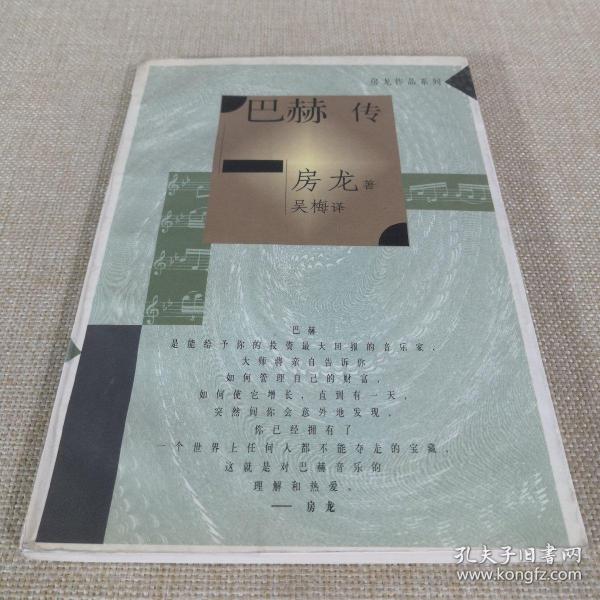 房龙作品系列
巴赫 传
房龙 著
吴梅 译
巴赫
是能给予你的投资最大回报的音乐家，
大师将亲自告诉你
如何管理自己的财富，
如何使它增长，直到有一天，
突然间你会意外地发现，
你已经拥有了
一个世界上任何人都不能夺走的宝藏，
这就是对巴赫音乐的
理解和热爱。
—— 房龙
孔夫子旧书网
www.kongfz.com